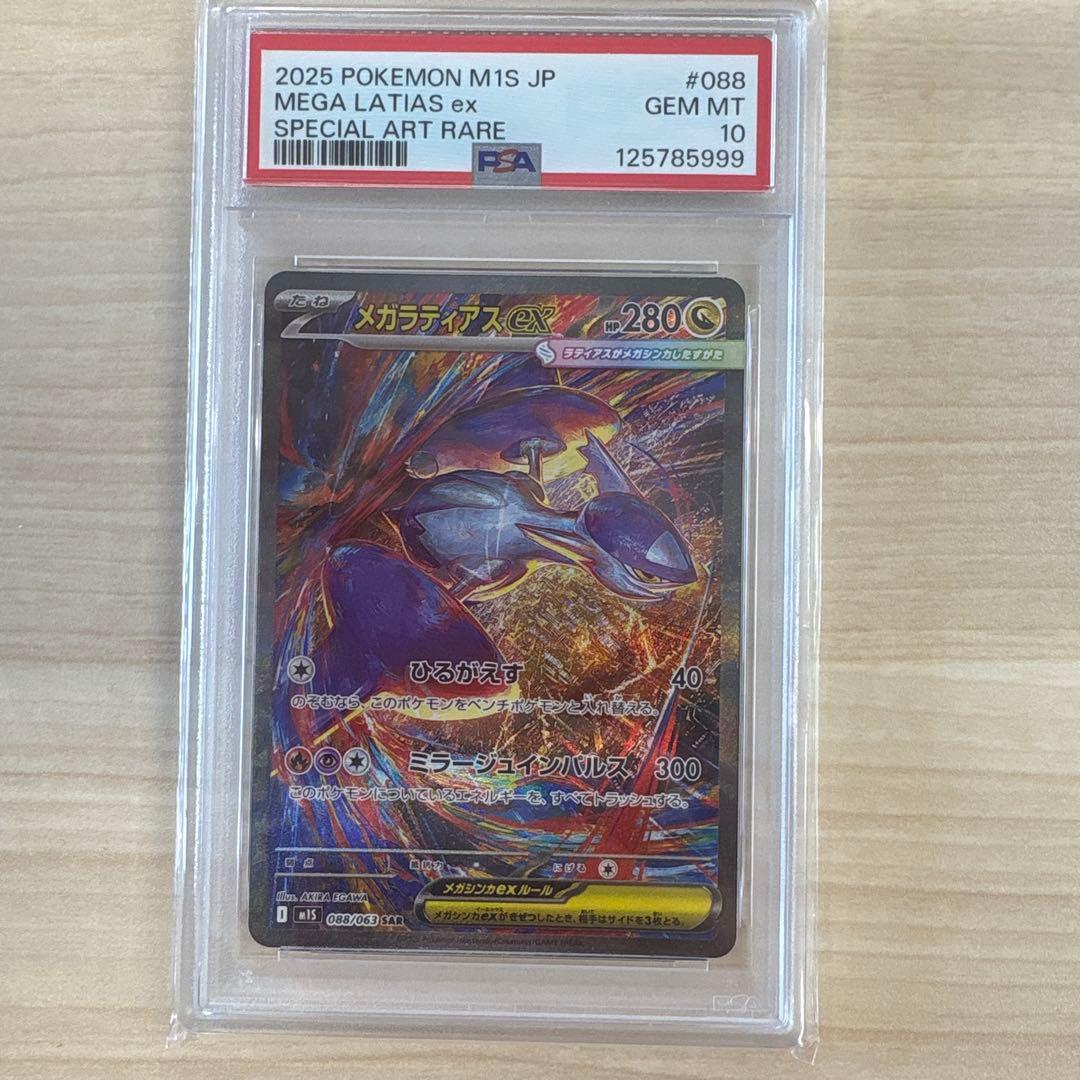 2025 POKEMON M1S JP #088
MEGA LATIAS ex GEM MT
SPECIAL ART RARE 10
PSA 125785999
たね メガラティアスex HP 280
ラティアスがメガシンカしたすがた
ひるがえす 40
のぞむなら、このポケモンをベンチポケモンと入れ替える。
ミラージュインパルス 300
このポケモンについているエネルギーを、すべてトラッシュする。
弱点 抵抗力 にげる
Illus. AKIRA EGAWA
メガシンカexルール
メガシンカexがきぜつしたとき、相手はサイドを3枚とる。
D M1S 088/063 SAR
PSA